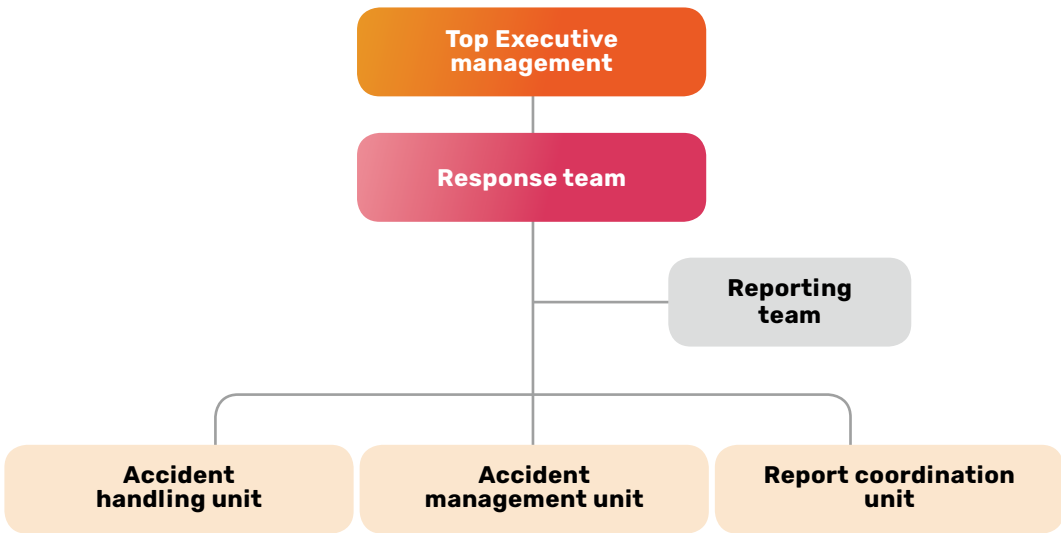 Top Executive
management
Response team
Reporting
team
Accident
handling unit
Accident
management unit
Report coordination
unit